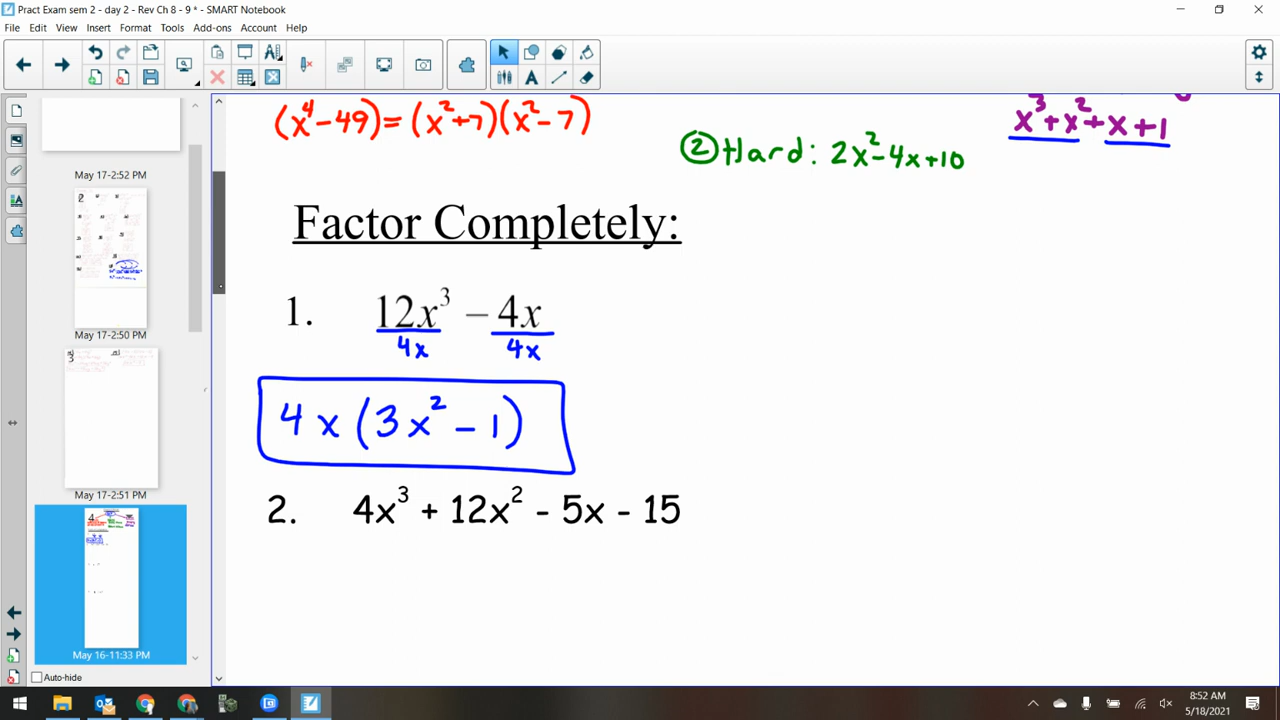 Pract Exam sem 2 - day 2 - Rev Ch 8 - 9 * - SMART Notebook
File Edit View Insert Format Tools Add-ons Account Help
(x⁴-49)=(x²+7)(x²-7)
x³+x²+x+1
② Hard: 2x²-4x+10
May 17-2:52 PM
Factor Completely:
1. 12x³ – 4x
4x 4x
4x(3x²-1)
May 17-2:50 PM
3
May 17-2:51 PM
2. 4x³ + 12x² - 5x - 15
4
May 16-11:33 PM
Auto-hide
8:52 AM
5/18/2021